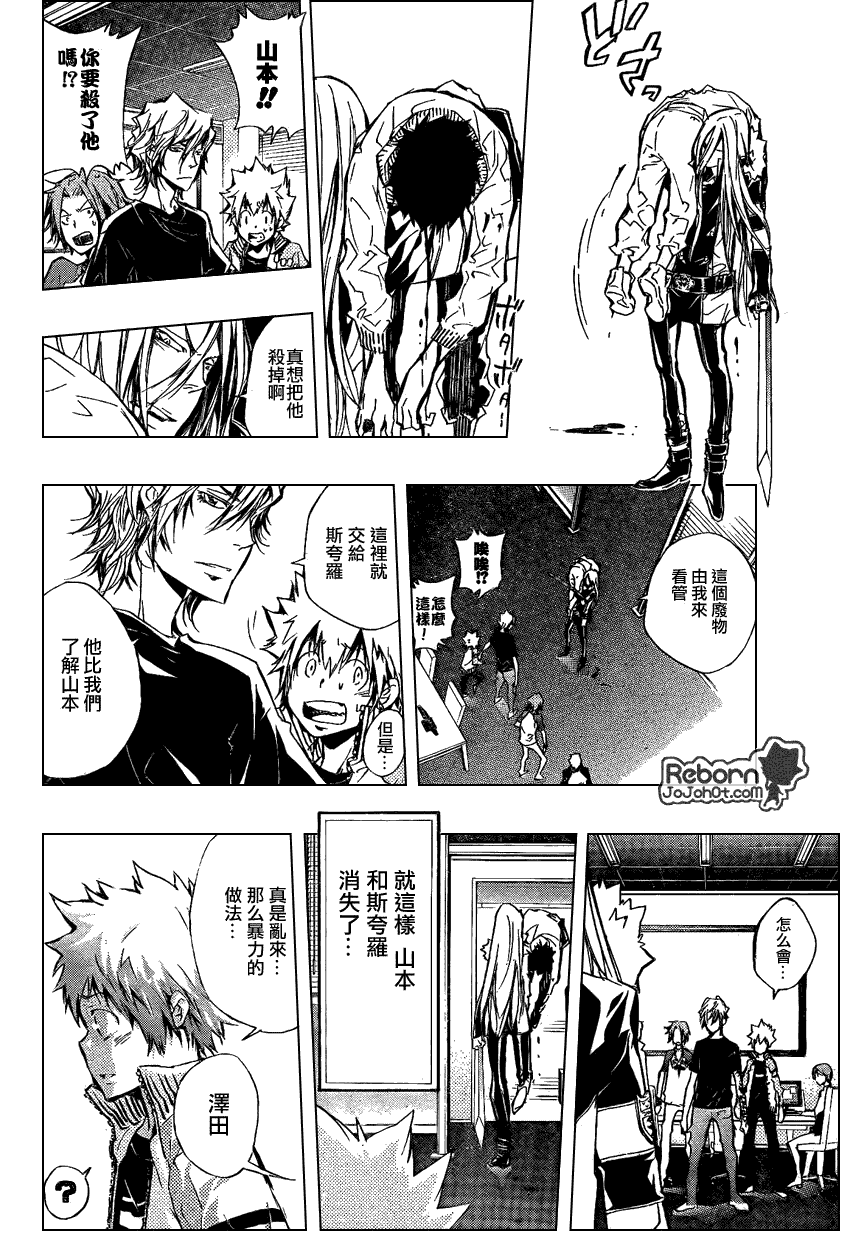 どさっ
ボタボタッ
山本!!
你要殺了他
嗎!?
真想把他
殺掉啊
這個廢物
由我來
看管
唉唉!?
怎麼
這樣!
這裡就
交給
斯夸羅
但是…
他比我們
了解山本
Reborn
JoJoHOt.com
怎么會…
就這樣 山本
和斯夸羅
消失了…
真是亂來…
那么暴力的
做法…
澤田
?